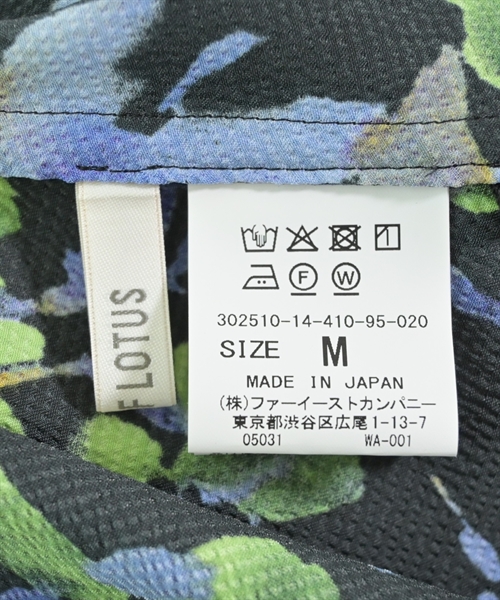 F LOTUS
F W
302510-14-410-95-020
SIZE M
MADE IN JAPAN
(株)ファーイーストカンパニー
東京都渋谷区広尾1-13-7
05031 WA-001